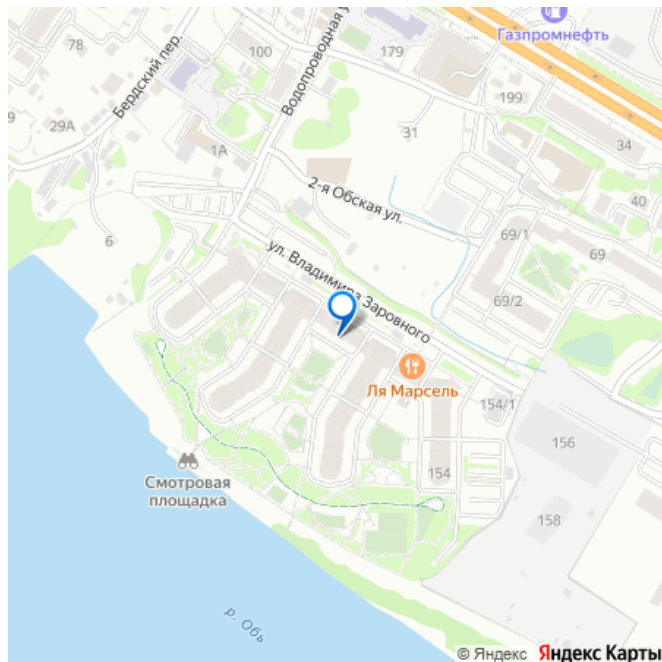 Газпромнефть
78
100
179
Бердский пер.
Водопроводная у
199
9
29А
1А
31
34
2-я Обская ул.
40
6
69/1
69
ул. Владимира Заровного
69/2
Ля Марсель
154/1
156
154
Смотровая
площадка
158
р. Обь
© Яндекс Яндекс Карты